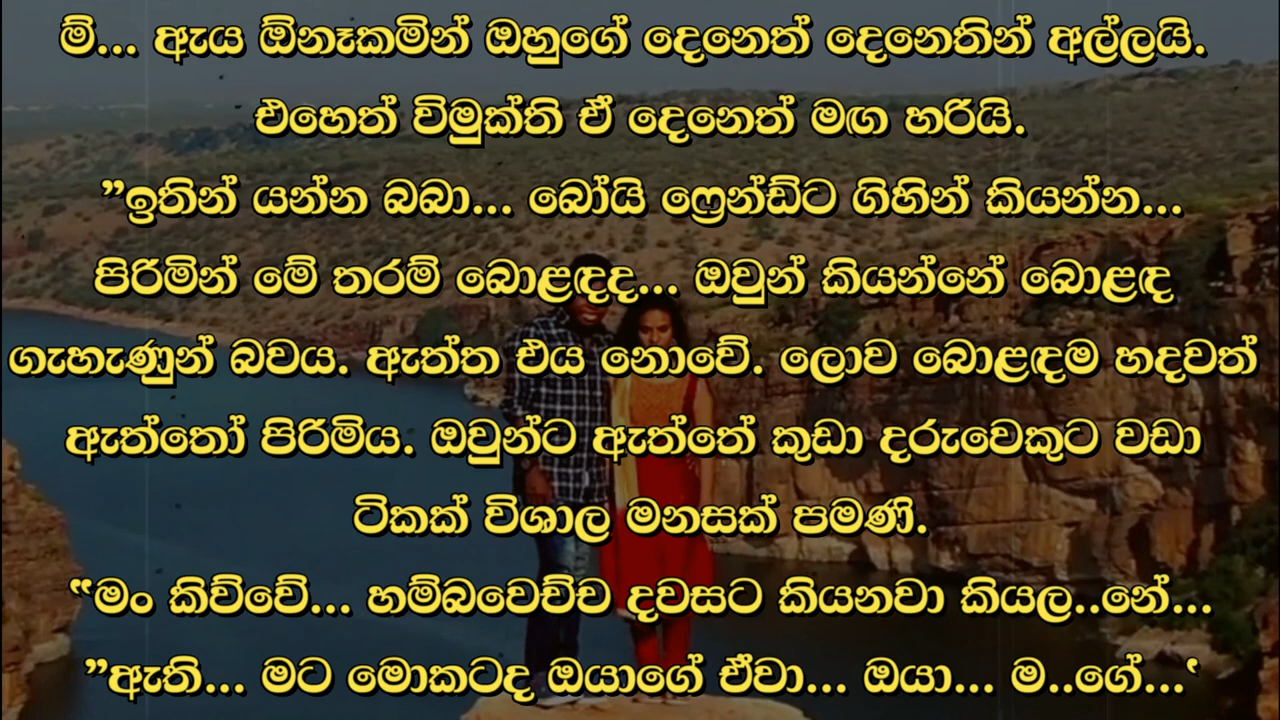 ම්... ඇය ඕනෑකමින් ඔහුගේ දෙනෙත් දෙනෙතින් අල්ලයි.
එහෙත් විමුක්ති ඒ දෙනෙත් මඟ හරියි.
”ඉතින් යන්න බබා... බෝයි ෆ්‍රෙන්ඩ්ට ගිහින් කියන්න...
පිරිමින් මේ තරම් බොළඳද... ඔවුන් කියන්නේ බොළඳ
ගැහැණුන් බවය. ඇත්ත එය නොවේ. ලොව බොළඳම හදවත්
ඇත්තෝ පිරිමිය. ඔවුන්ට ඇත්තේ කුඩා දරුවෙකුට වඩා
ටිකක් විශාල මනසක් පමණි.
“මං කිව්වේ... හම්බවෙච්ච දවසට කියනවා කියල..නේ...
”ඇති... මට මොකටද ඔයාගේ ඒවා... ඔයා... ම..ගේ...‛